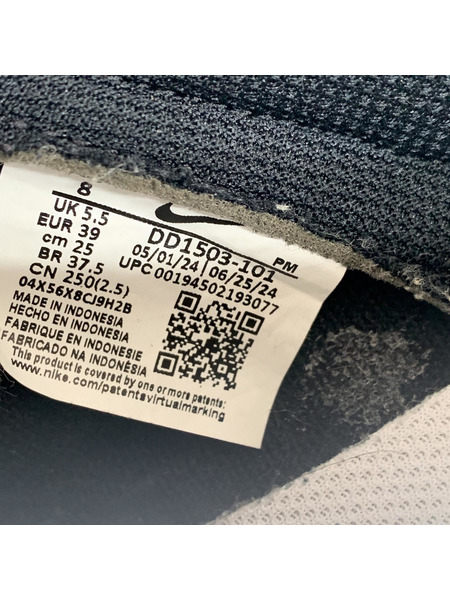 8
UK 5.5
EUR 39
cm 25
BR 37.5
CN 250(2.5)
04X56X8CJ9H2B
DD1503-101
PM
05/01/24 06/25/24
UPC 00194502193077
MADE IN INDONESIA
HECHO EN INDONESIA
FABRIQUE EN INDONESIE
FABRICADO NA INDONÉSIA
This product is covered by one or more patents:
www.nike.com/patentsvirtualmarking